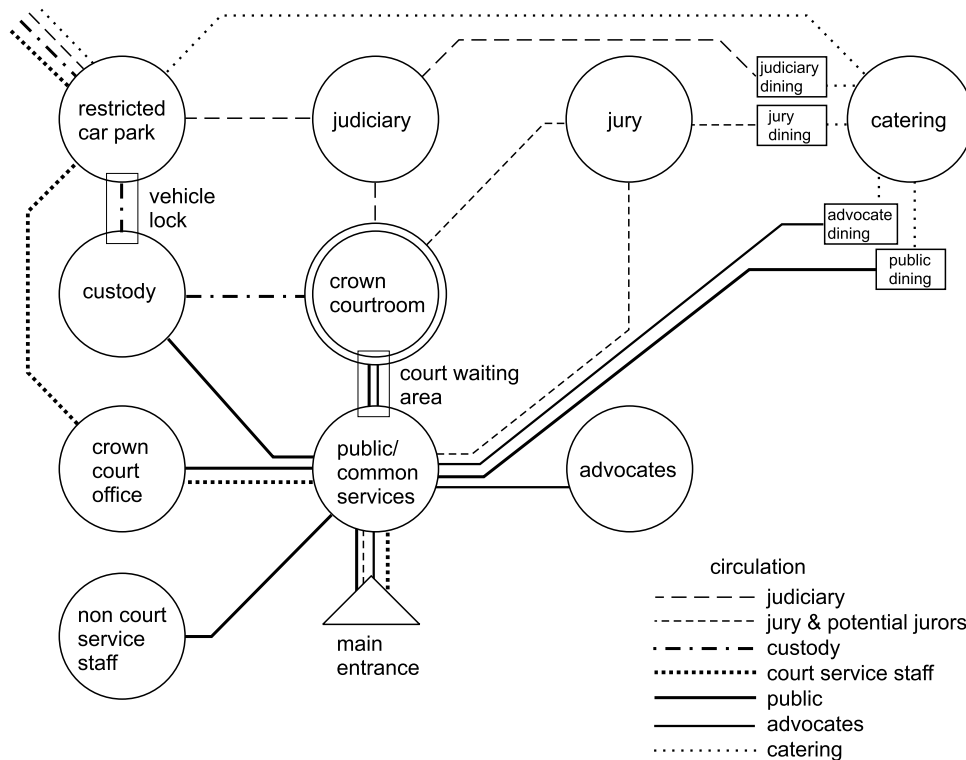 restricted
car park
judiciary
jury
judiciary
dining
jury
dining
catering
vehicle
lock
advocate
dining
public
dining
custody
crown
courtroom
court waiting
area
crown
court
office
public/
common
services
advocates
non court
service
staff
main
entrance
circulation
judiciary
jury & potential jurors
custody
court service staff
public
advocates
catering